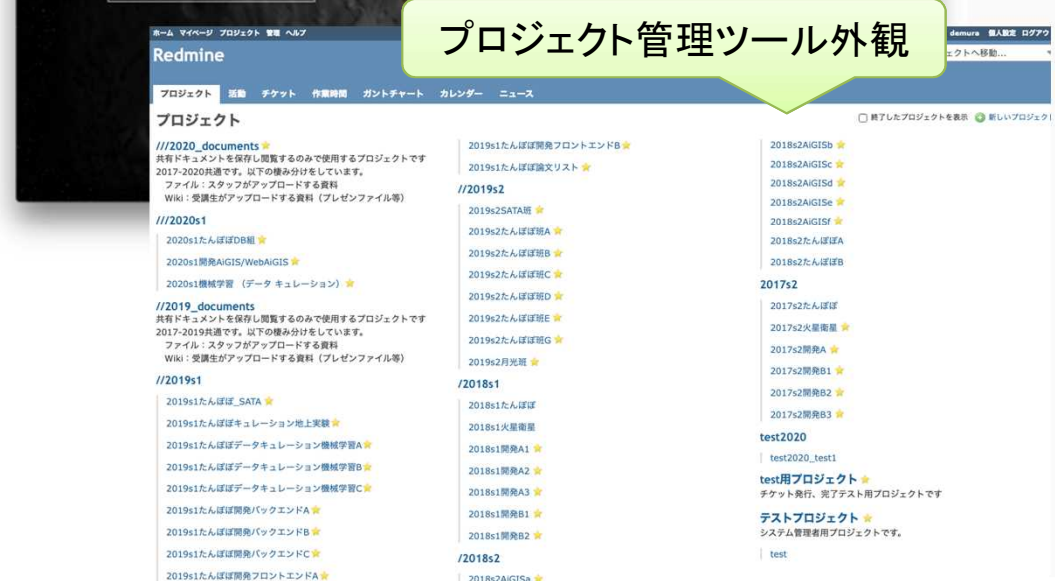 プロジェクト管理ツール外観
ホーム マイページ プロジェクト 管理 ヘルプ
demura 個人設定 ログアウ
Redmine
ェクトへ移動...
プロジェクト 活動 チケット 作業時間 ガントチャート カレンダー ニュース
プロジェクト
終了したプロジェクトを表示 新しいプロジェクト
///2020_documents
共有ドキュメントを保存し閲覧するのみで使用するプロジェクトです
2017-2020共通です。以下の棲み分けをしています。
ファイル：スタッフがアップロードする資料
Wiki：受講生がアップロードする資料（プレゼンファイル等）
///2020s1
2020s1たんぽぽDB組
2020s1開発AiGIS/WebAiGIS
2020s1機械学習 （データ キュレーション）
//2019_documents
共有ドキュメントを保存し閲覧するのみで使用するプロジェクトです
2017-2019共通です。以下の棲み分けをしています。
ファイル：スタッフがアップロードする資料
Wiki：受講生がアップロードする資料（プレゼンファイル等）
//2019s1
2019s1たんぽぽ_SATA
2019s1たんぽぽキュレーション地上実験
2019s1たんぽぽデータキュレーション機械学習A
2019s1たんぽぽデータキュレーション機械学習B
2019s1たんぽぽデータキュレーション機械学習C
2019s1たんぽぽ開発バックエンドA
2019s1たんぽぽ開発バックエンドB
2019s1たんぽぽ開発バックエンドC
2019s1たんぽぽ開発フロントエンドA
2019s1たんぽぽ開発フロントエンドB
2019s1たんぽぽ論文リスト
//2019s2
2019s2SATA班
2019s2たんぽぽ班A
2019s2たんぽぽ班B
2019s2たんぽぽ班C
2019s2たんぽぽ班D
2019s2たんぽぽ班E
2019s2たんぽぽ班G
2019s2月光班
/2018s1
2018s1たんぽぽ
2018s1火星衛星
2018s1開発A1
2018s1開発A2
2018s1開発A3
2018s1開発B1
2018s1開発B2
/2018s2
2018s2AiGISa
2018s2AiGISb
2018s2AiGISc
2018s2AiGISd
2018s2AiGISe
2018s2AiGISf
2018s2たんぽぽA
2018s2たんぽぽB
2017s2
2017s2たんぽぽ
2017s2火星衛星
2017s2開発A
2017s2開発B1
2017s2開発B2
2017s2開発B3
test2020
test2020_test1
test用プロジェクト
チケット発行、完了テスト用プロジェクトです
テストプロジェクト
システム管理者用プロジェクトです。
test